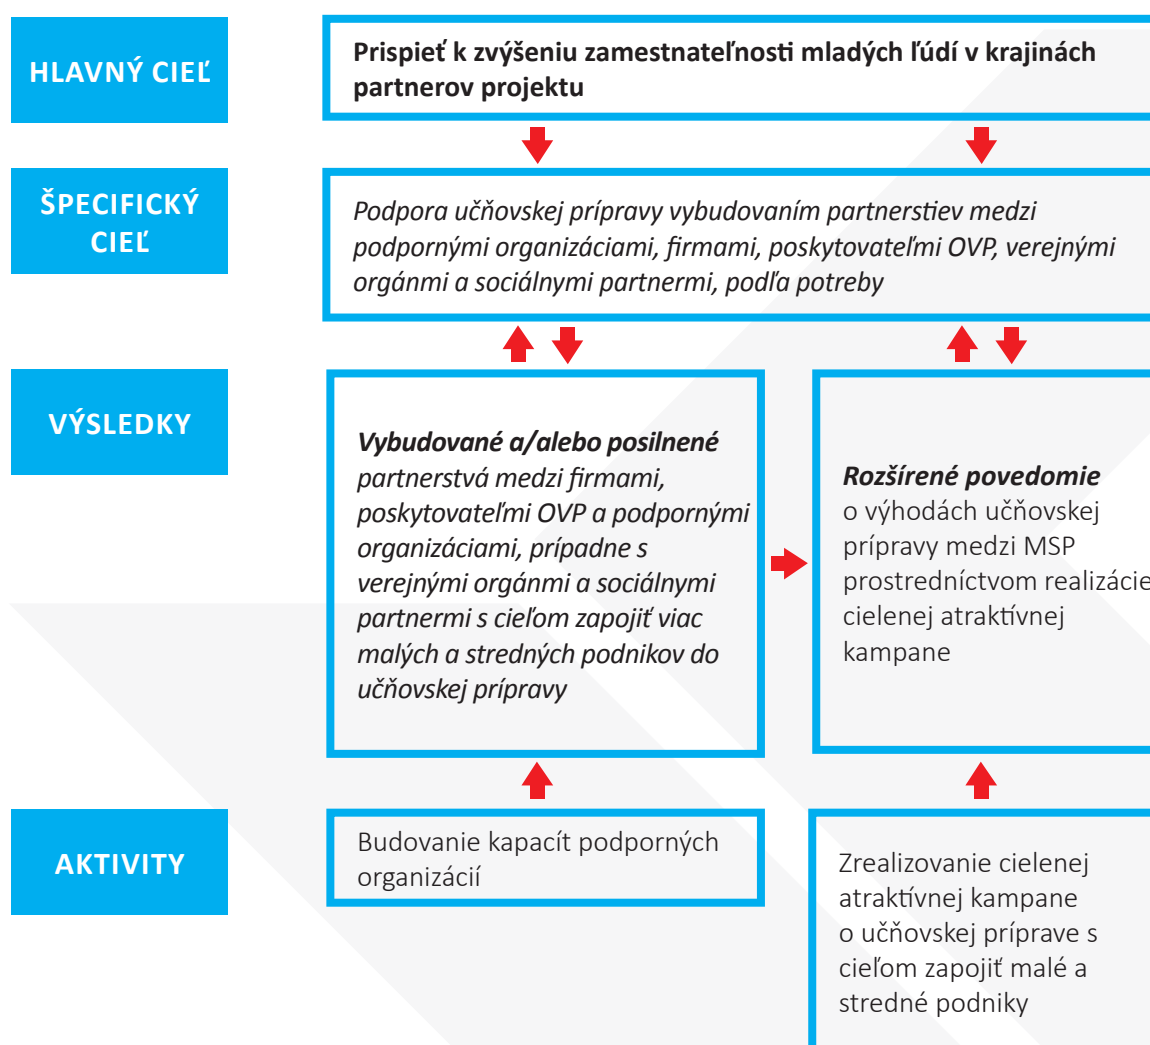 HLAVNÝ CIEĽ
Prispieť k zvýšeniu zamestnateľnosti mladých ľúdí v krajinách
partnerov projektu
ŠPECIFICKÝ
CIEĽ
Podpora učňovskej prípravy vybudovaním partnerstiev medzi
podpornými organizáciami, firmami, poskytovateľmi OVP, verejnými
orgánmi a sociálnymi partnermi, podľa potreby
VÝSLEDKY
Vybudované a/alebo posilnené
partnerstvá medzi firmami,
poskytovateľmi OVP a podpornými
organizáciami, prípadne s
verejnými orgánmi a sociálnymi
partnermi s cieľom zapojiť viac
malých a stredných podnikov do
učňovskej prípravy
Rozšírené povedomie
o výhodách učňovskej
prípravy medzi MSP
prostredníctvom realizácie
cielenej atraktívnej
kampane
AKTIVITY
Budovanie kapacít podporných
organizácií
Zrealizovanie cielenej
atraktívnej kampane
o učňovskej príprave s
cieľom zapojiť malé a
stredné podniky